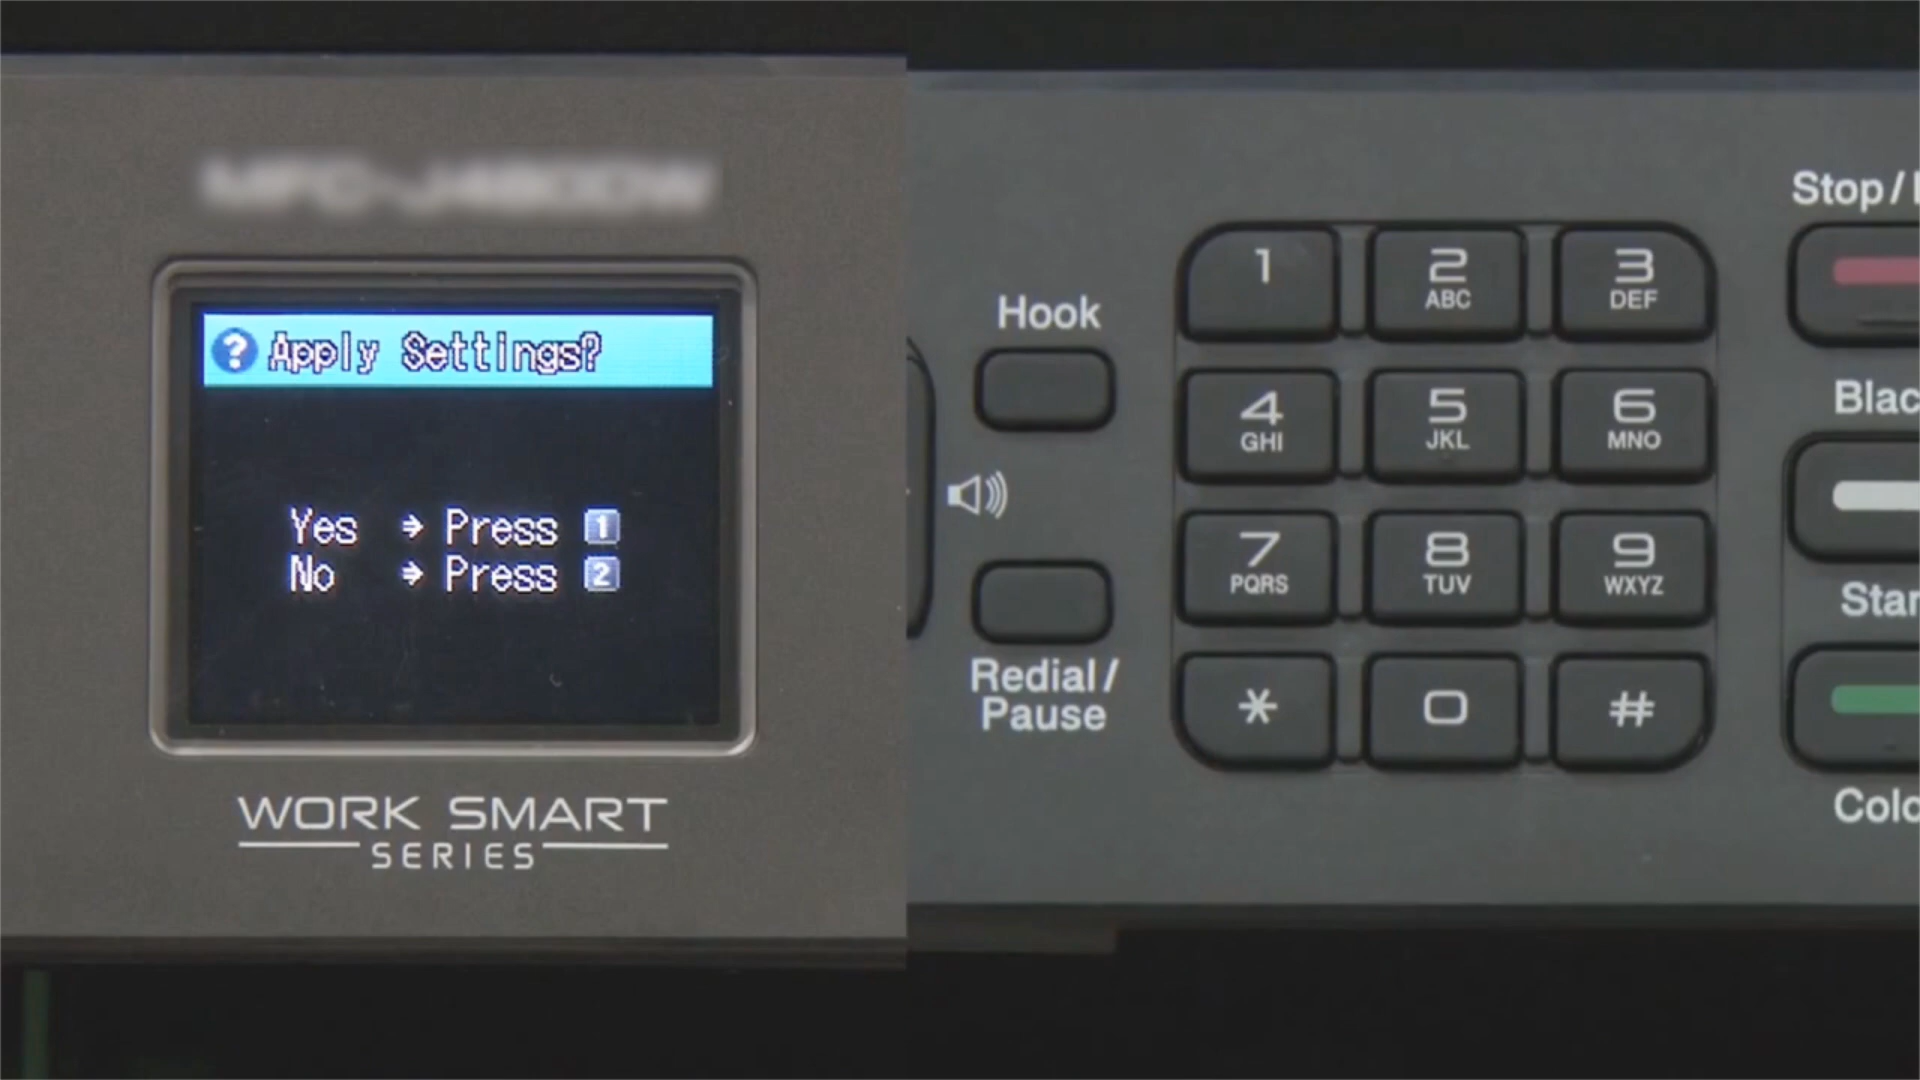 Apply Settings?
Yes → Press 1
No → Press 2
WORK SMART
SERIES
Hook
Redial /
Pause
1
2
ABC
3
DEF
4
GHI
5
JKL
6
MNO
7
PQRS
8
TUV
9
WXYZ
*
0
#
Stop /